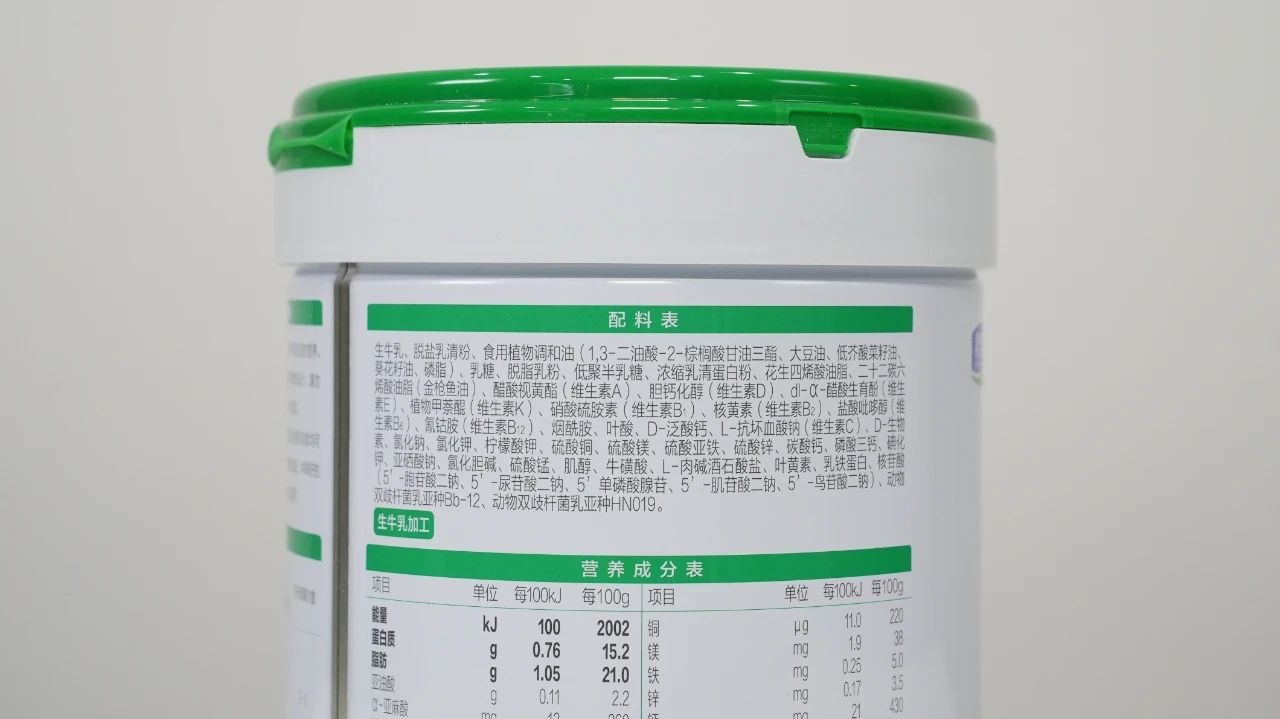 配料表
生牛乳、脱盐乳清粉、食用植物调和油（1,3-二油酸-2-棕榈酸甘油三酯、大豆油、低芥酸菜籽油、
葵花籽油、磷脂）、乳糖、脱脂乳粉、低聚半乳糖、浓缩乳清蛋白粉、花生四烯酸油脂、二十二碳六
烯酸油脂（金枪鱼油）、醋酸视黄酯（维生素A）、胆钙化醇（维生素D）、dl-α-醋酸生育酚（维生
素E）、植物甲萘醌（维生素K）、硝酸硫胺素（维生素B₁）、核黄素（维生素B₂）、盐酸吡哆醇（维
生素B₆）、氰钴胺（维生素B₁₂）、烟酰胺、叶酸、D-泛酸钙、L-抗坏血酸钠（维生素C）、D-生物
素、氯化钠、氯化钾、柠檬酸钾、硫酸铜、硫酸镁、硫酸亚铁、硫酸锌、碳酸钙、磷酸三钙、碘化
钾、亚硒酸钠、氯化胆碱、硫酸锰、肌醇、牛磺酸、L-肉碱酒石酸盐、叶黄素、乳铁蛋白、核苷酸
（5'-胞苷酸二钠、5'-尿苷酸二钠、5'单磷酸腺苷、5'-肌苷酸二钠、5'-鸟苷酸二钠）、动物
双歧杆菌乳亚种Bb-12、动物双歧杆菌乳亚种HN019。
生牛乳加工
营养成分表
项目 单位 每100kJ 每100g 项目 单位 每100kJ 每100g
能量 kJ 100 2002 铜 μg 11.0 220
蛋白质 g 0.76 15.2 镁 mg 1.9 38
脂肪 g 1.05 21.0 铁 mg 0.25 5.0
亚油酸 g 0.11 2.2 锌 mg 0.17 3.5
α-亚麻酸 mg 12 260 钙 mg 21 430